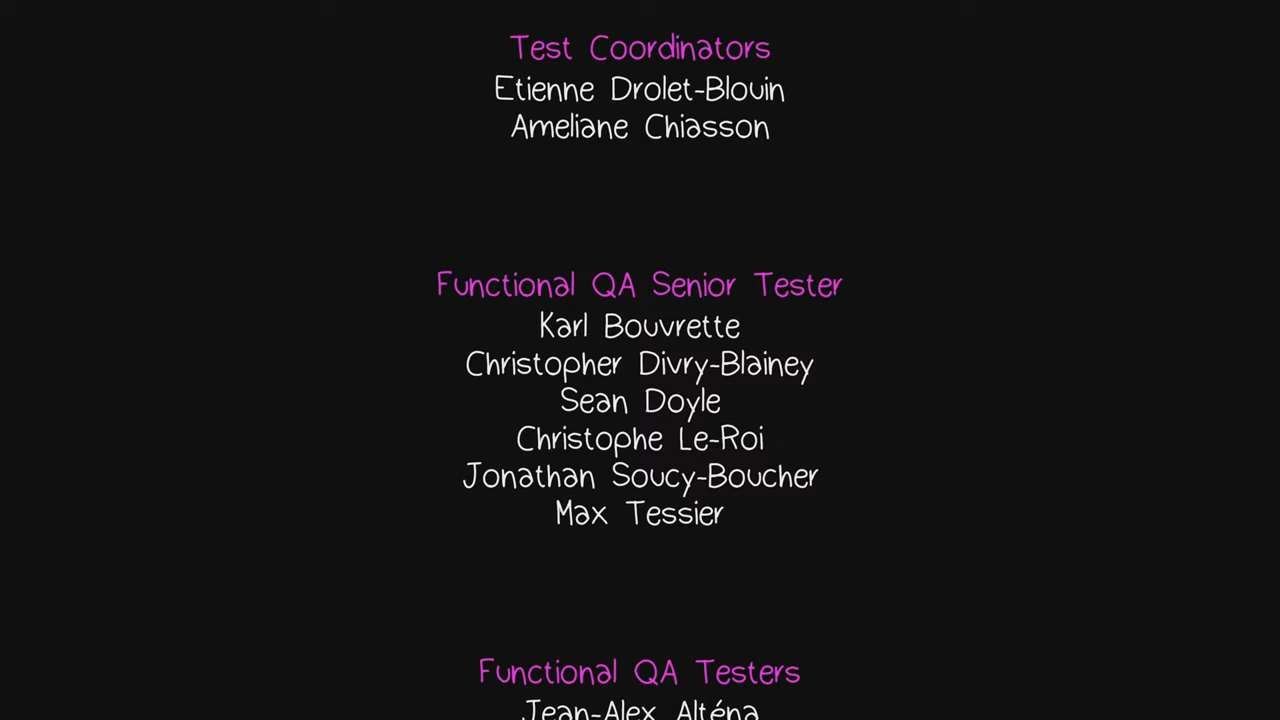 Test Coordinators
Etienne Drolet-Blouin
Ameliane Chiasson
Functional QA Senior Tester
Karl Bouvrette
Christopher Divry-Blainey
Sean Doyle
Christophe Le-Roi
Jonathan Soucy-Boucher
Max Tessier
Functional QA Testers
Jean-Alex Alténa